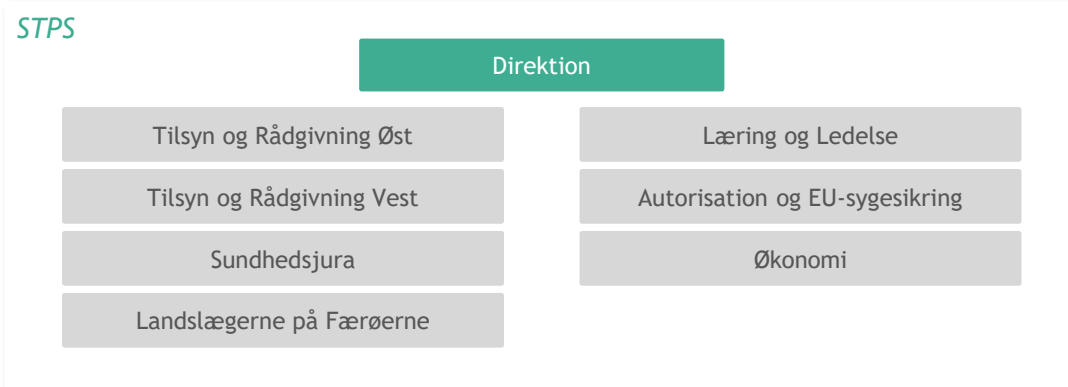 STPS
Direktion
Tilsyn og Rådgivning Øst
Tilsyn og Rådgivning Vest
Sundhedsjura
Landslægerne på Færøerne
Læring og Ledelse
Autorisation og EU-sygesikring
Økonomi